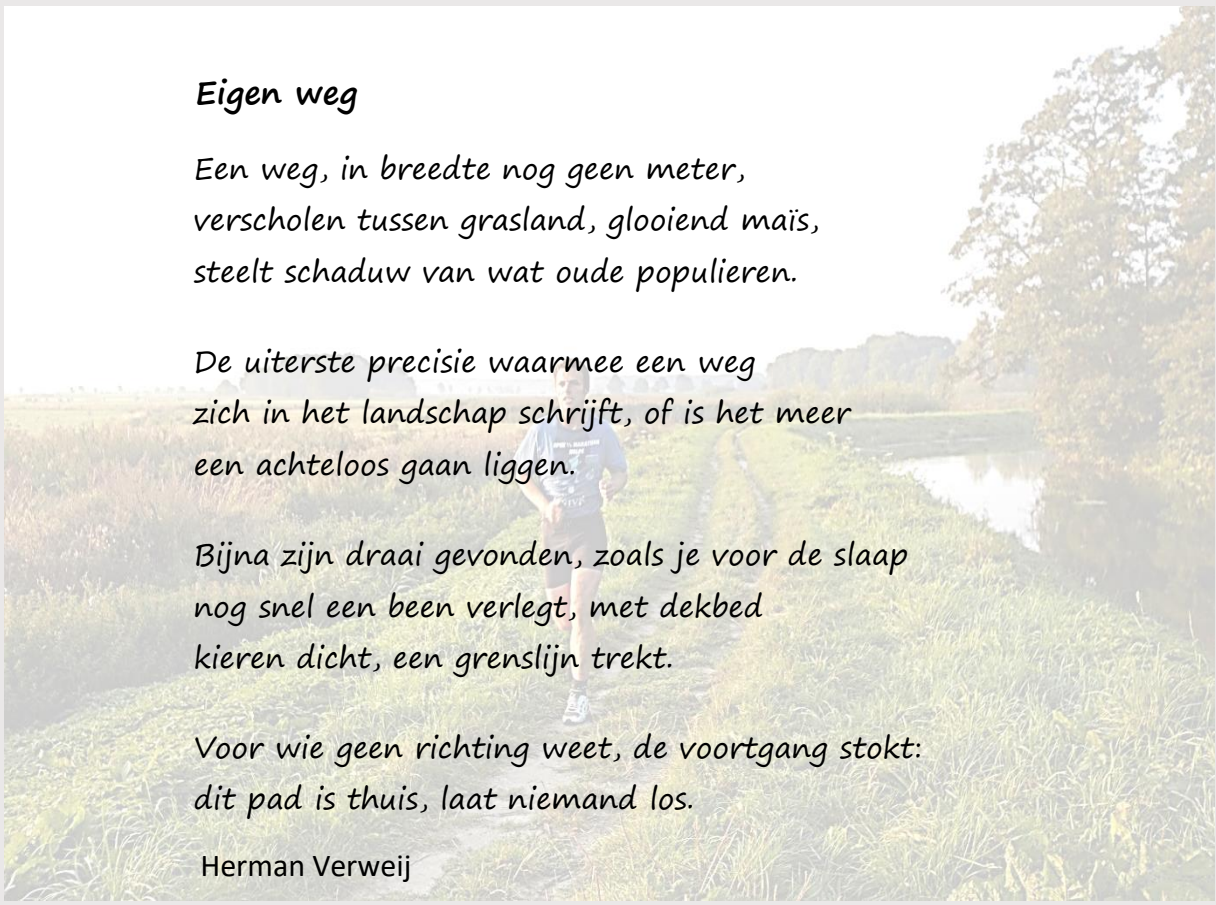 Eigen weg
Een weg, in breedte nog geen meter,
verscholen tussen grasland, glooiend maïs,
steelt schaduw van wat oude populieren.
De uiterste precisie waarmee een weg
zich in het landschap schrijft, of is het meer
een achteloos gaan liggen.
Bijna zijn draai gevonden, zoals je voor de slaap
nog snel een been verlegt, met dekbed
kieren dicht, een grenslijn trekt.
Voor wie geen richting weet, de voortgang stokt:
dit pad is thuis, laat niemand los.
Herman Verweij